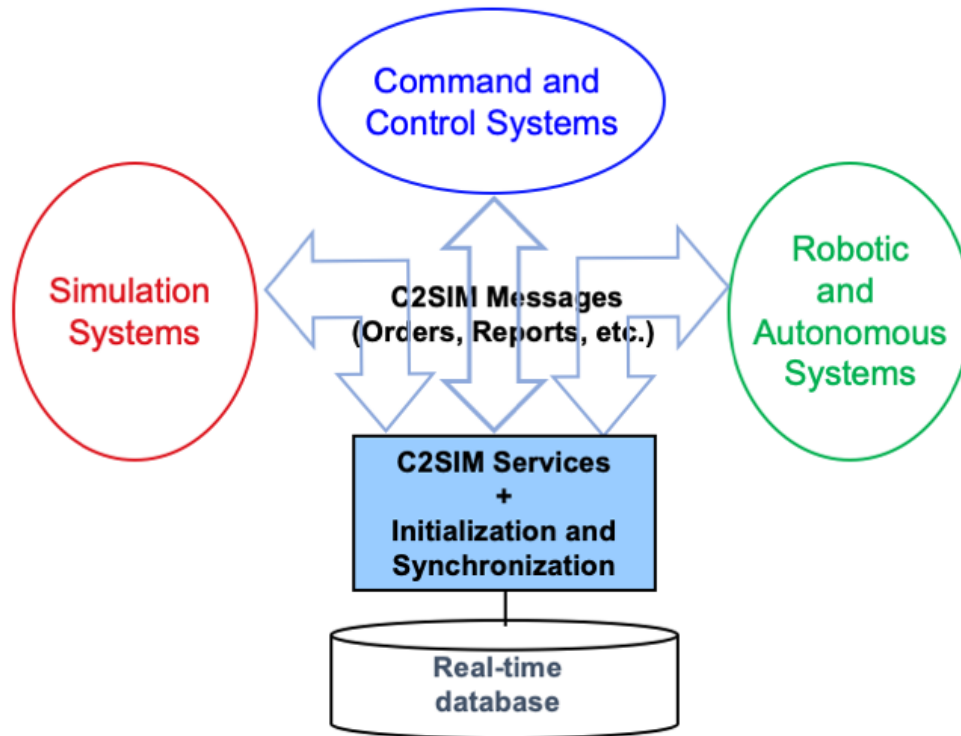 Command and
Control Systems
Simulation
Systems
C2SIM Messages
(Orders, Reports, etc.)
Robotic
and
Autonomous
Systems
C2SIM Services
+
Initialization and
Synchronization
Real-time
database